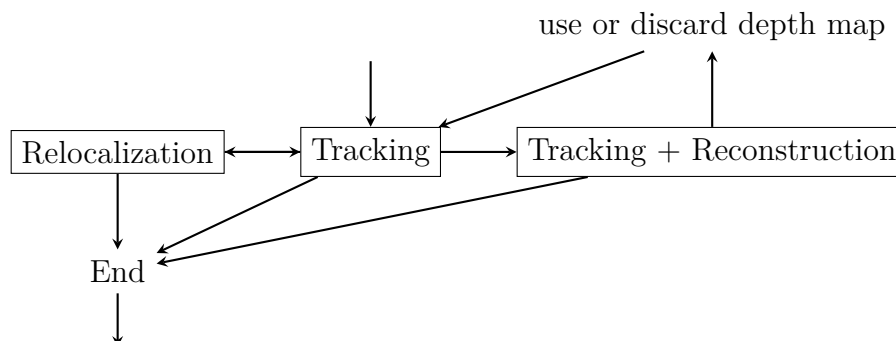 use or discard depth map
Relocalization
Tracking
Tracking + Reconstruction
End